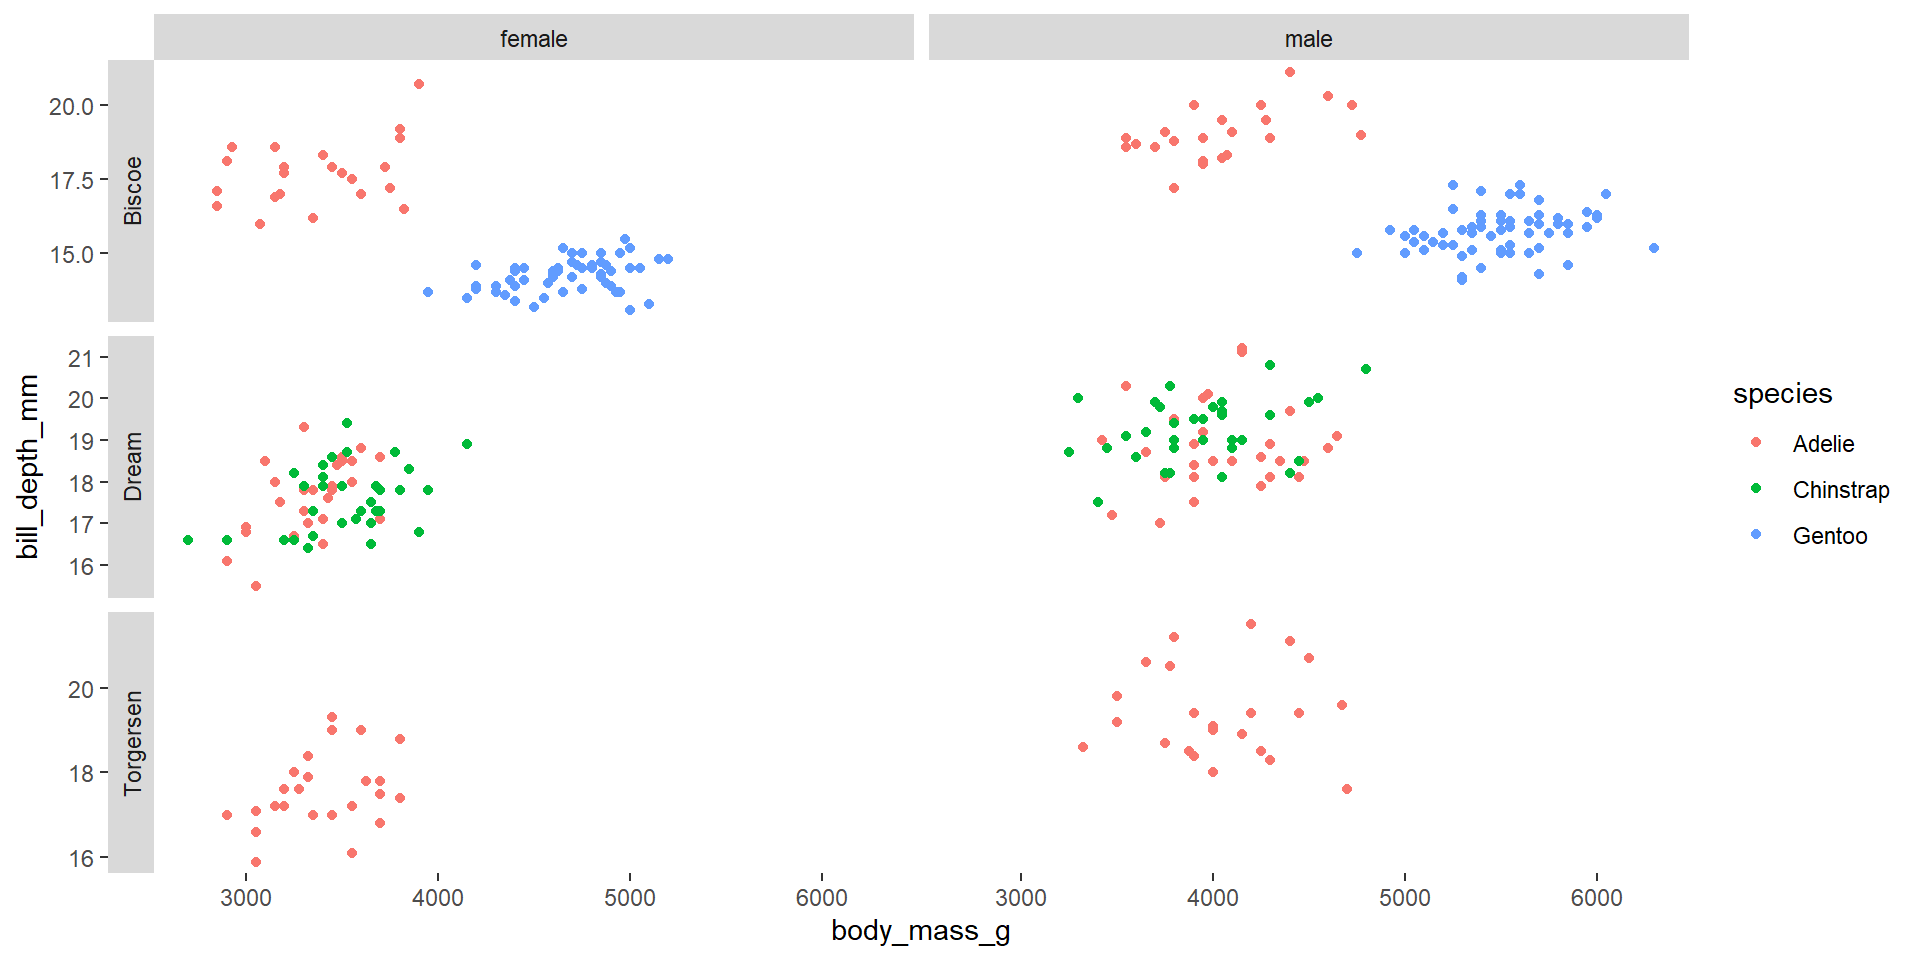 female
male
20.0
17.5
15.0
Biscoe
21
20
19
18
17
16
Dream
20
18
16
Torgersen
bill_depth_mm
3000 4000 5000 6000
3000 4000 5000 6000
body_mass_g
species
Adelie
Chinstrap
Gentoo